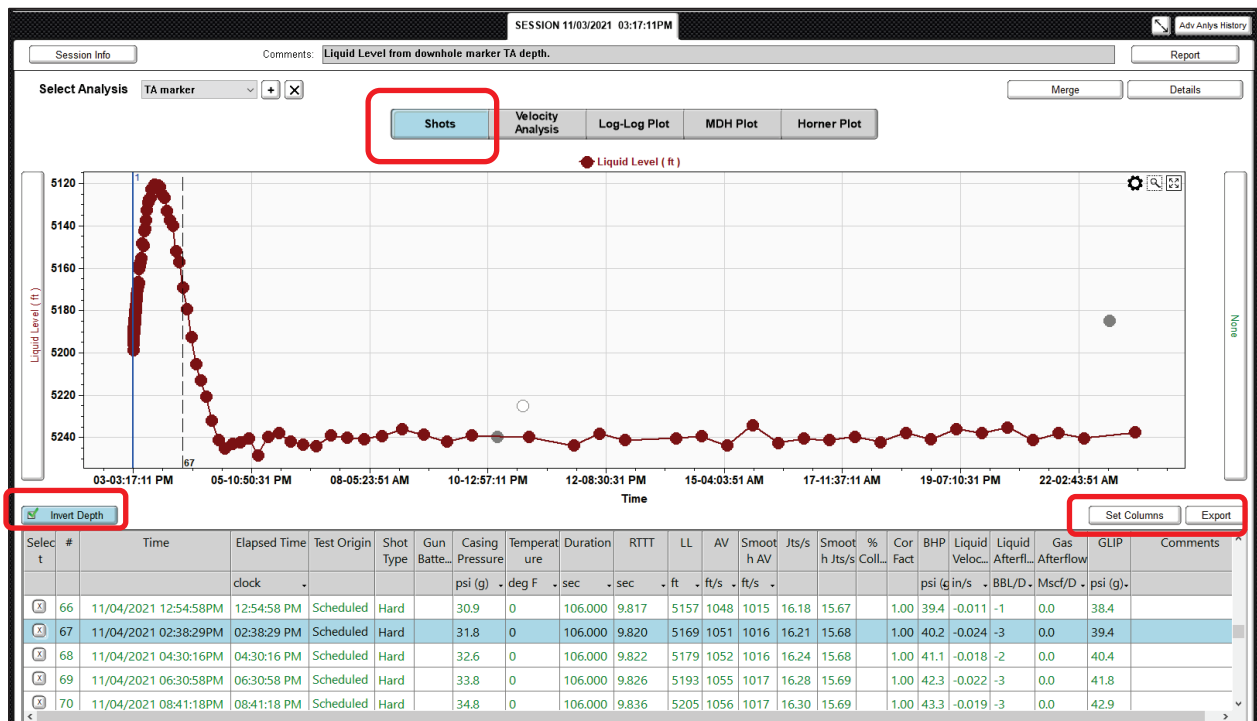 SESSION 11/03/2021 03:17:11PM
Adv Anlys History
Session Info
Comments: Liquid Level from downhole marker TA depth.
Report
Select Analysis TA marker + X
Merge
Details
Shots
Velocity Analysis
Log-Log Plot
MDH Plot
Horner Plot
Liquid Level ( ft )
Liquid Level ( ft )
5120
5140
5160
5180
5200
5220
5240
1
67
None
03-03:17:11 PM 05-10:50:31 PM 08-05:23:51 AM 10-12:57:11 PM 12-08:30:31 PM 15-04:03:51 AM 17-11:37:11 AM 19-07:10:31 PM 22-02:43:51 AM
Time
Invert Depth
Set Columns
Export
Select # Time Elapsed Time Test Origin Shot Type Gun Batte... Casing Pressure Temperature Duration RTTT LL AV Smooth AV Jts/s Smooth Jts/s % Coll... Cor Fact BHP Liquid Veloc... Liquid Afterfl... Gas Afterflow GLIP Comments
clock psi (g) deg F sec sec ft ft/s ft/s psi (g in/s BBL/D Mscf/D psi (g)
X 66 11/04/2021 12:54:58PM 12:54:58 PM Scheduled Hard 30.9 0 106.000 9.817 5157 1048 1015 16.18 15.67 1.00 39.4 -0.011 -1 0.0 38.4
X 67 11/04/2021 02:38:29PM 02:38:29 PM Scheduled Hard 31.8 0 106.000 9.820 5169 1051 1016 16.21 15.68 1.00 40.2 -0.024 -3 0.0 39.4
X 68 11/04/2021 04:30:16PM 04:30:16 PM Scheduled Hard 32.6 0 106.000 9.822 5179 1052 1016 16.24 15.68 1.00 41.1 -0.018 -2 0.0 40.4
X 69 11/04/2021 06:30:58PM 06:30:58 PM Scheduled Hard 33.8 0 106.000 9.826 5193 1055 1017 16.28 15.69 1.00 42.3 -0.022 -3 0.0 41.8
X 70 11/04/2021 08:41:18PM 08:41:18 PM Scheduled Hard 34.8 0 106.000 9.836 5205 1056 1017 16.30 15.69 1.00 43.3 -0.019 -3 0.0 42.9